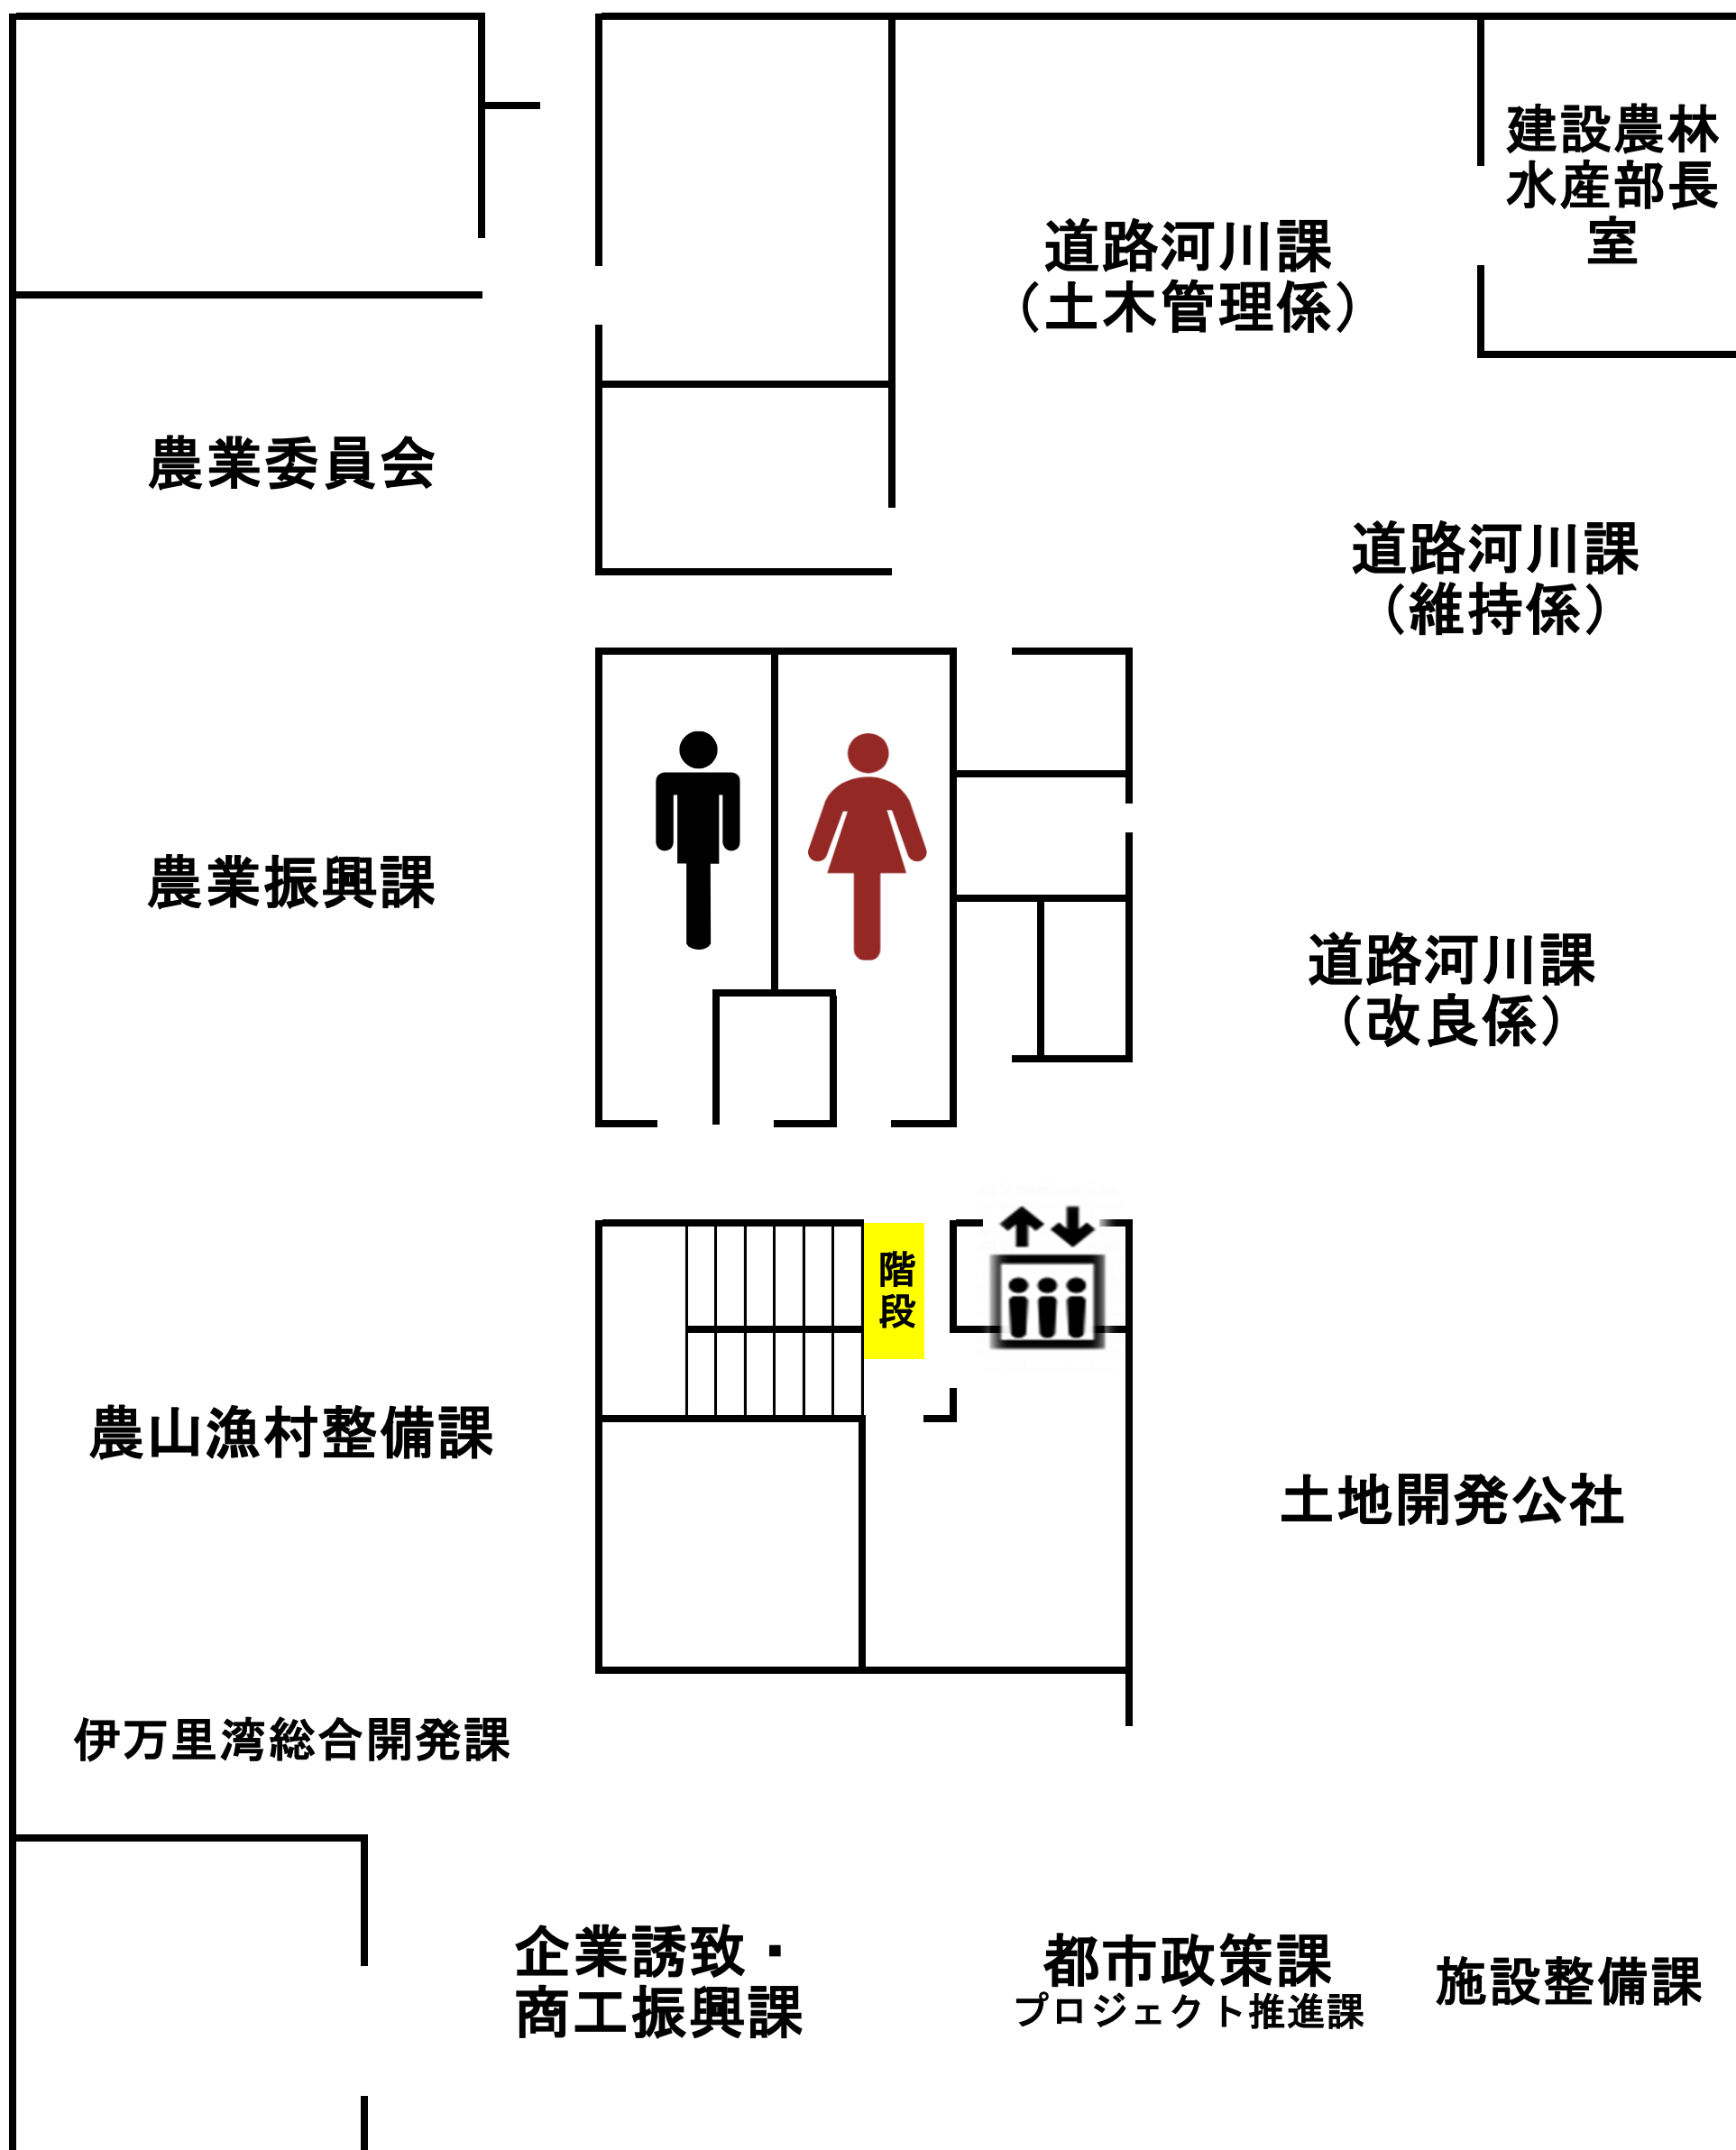 建設農林
水産部長
室
道路河川課
（土木管理係）
農業委員会
道路河川課
（維持係）
農業振興課
道路河川課
（改良係）
階
段
農山漁村整備課
土地開発公社
伊万里湾総合開発課
企業誘致・
商工振興課
都市政策課
プロジェクト推進課
施設整備課